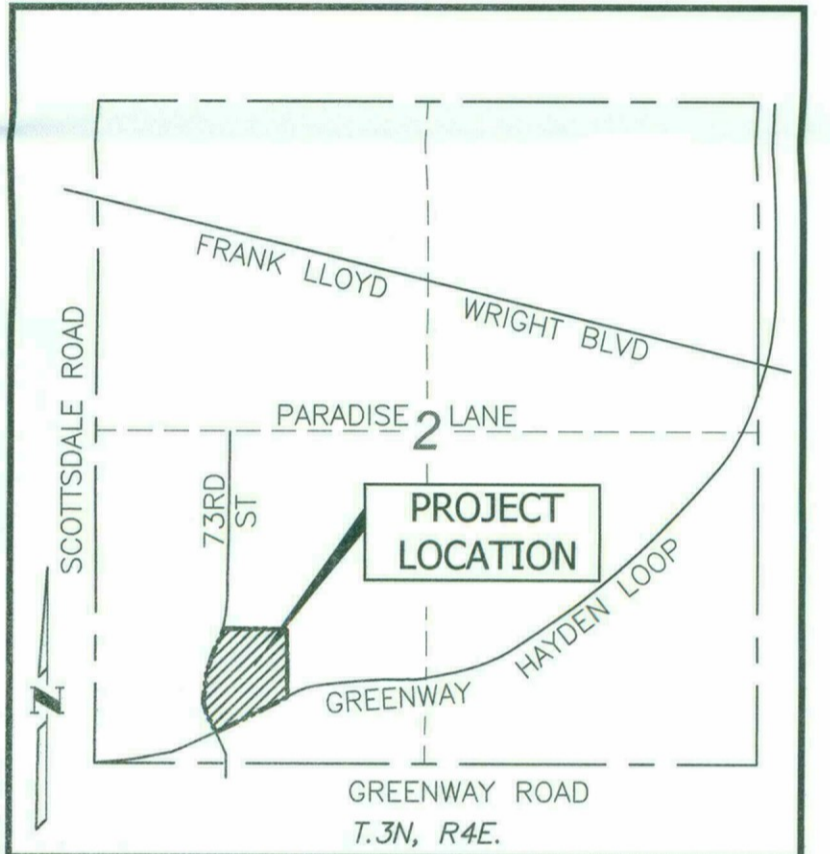 FRANK LLOYD WRIGHT BLVD
SCOTTSDALE ROAD
PARADISE 2 LANE
73RD ST
PROJECT
LOCATION
HAYDEN LOOP
GREENWAY
N
GREENWAY ROAD
T.3N, R4E.